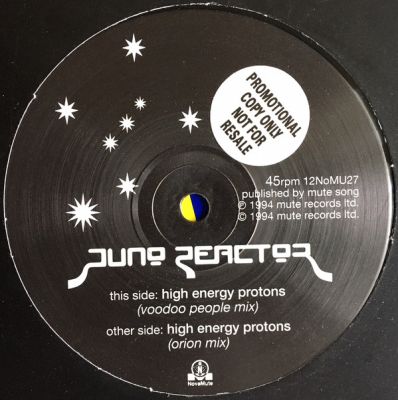 PROMOTIONAL
COPY ONLY
NOT FOR
RESALE
45rpm 12NoMU27
published by mute song
℗ 1994 mute records ltd.
© 1994 mute records ltd.
JUNO REACTOR
this side: high energy protons
(voodoo people mix)
other side: high energy protons
(orion mix)
NovaMute